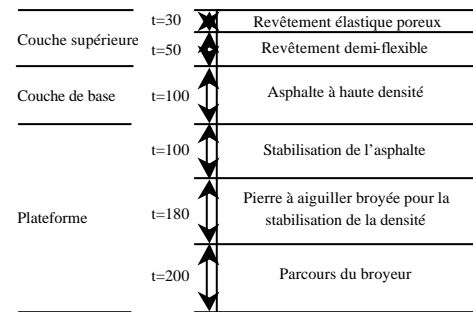 t=30 Revêtement élastique poreux
Couche supérieure
t=50 Revêtement demi-flexible
Couche de base t=100 Asphalte à haute densité
t=100 Stabilisation de l'asphalte
Pierre à aiguiller broyée pour la
Plateforme t=180
stabilisation de la densité
t=200 Parcours du broyeur